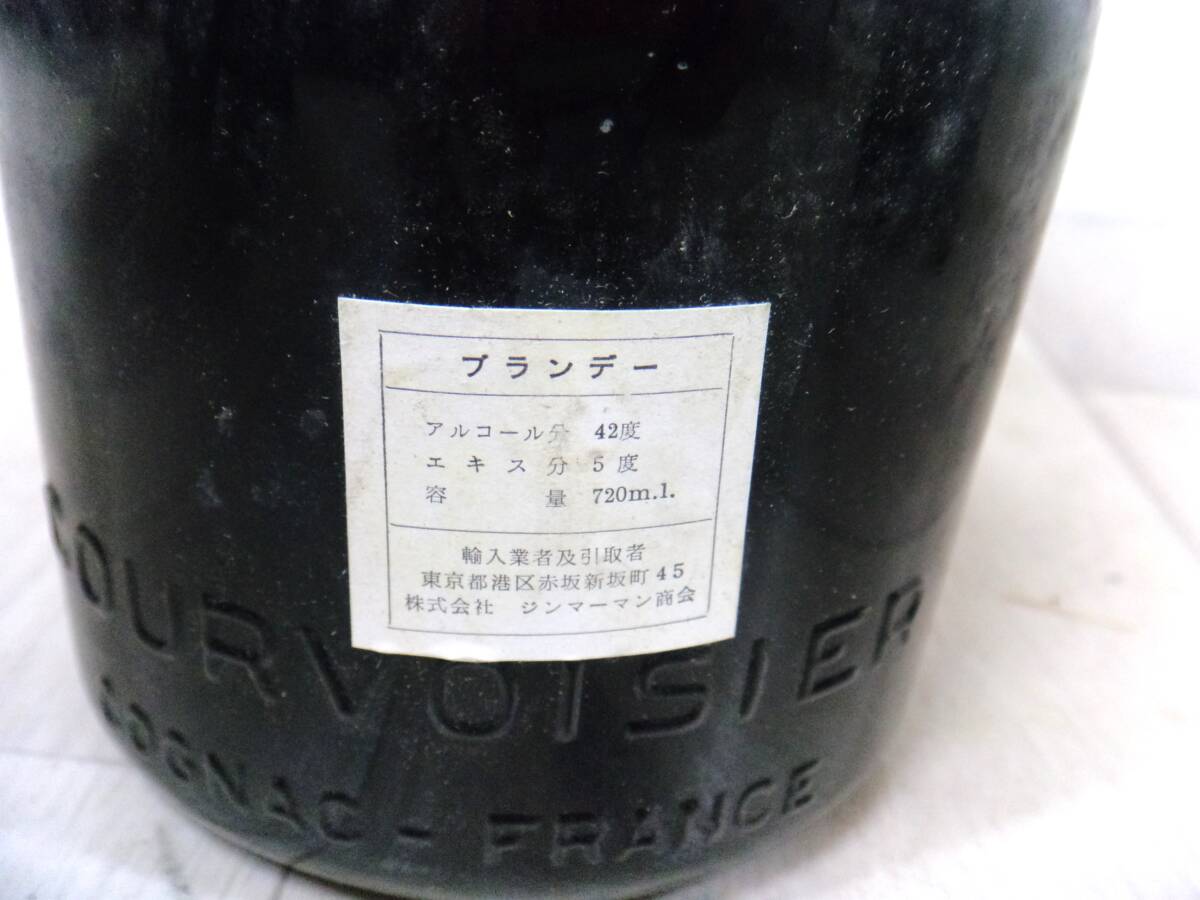 ブランデー
アルコール分 42度
エキス分 5度
容量 720m.l.
輸入業者及引取者
東京都港区赤坂新坂町45
株式会社 ジンマーマン商会
COURVOISIER
COGNAC - FRANCE